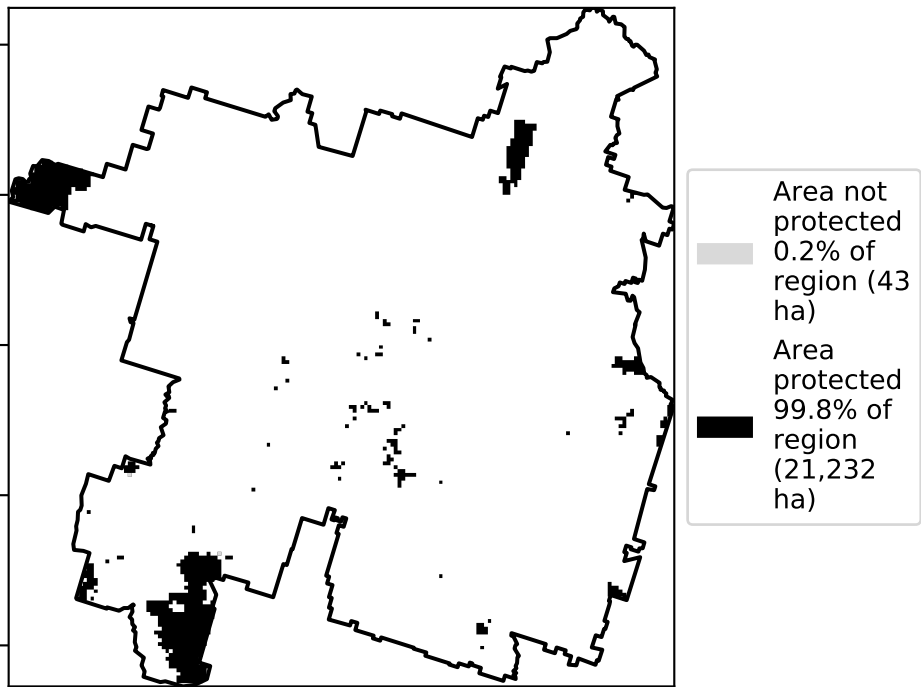 Area not
protected
0.2% of
region (43
ha)
Area
protected
99.8% of
region
(21,232
ha)